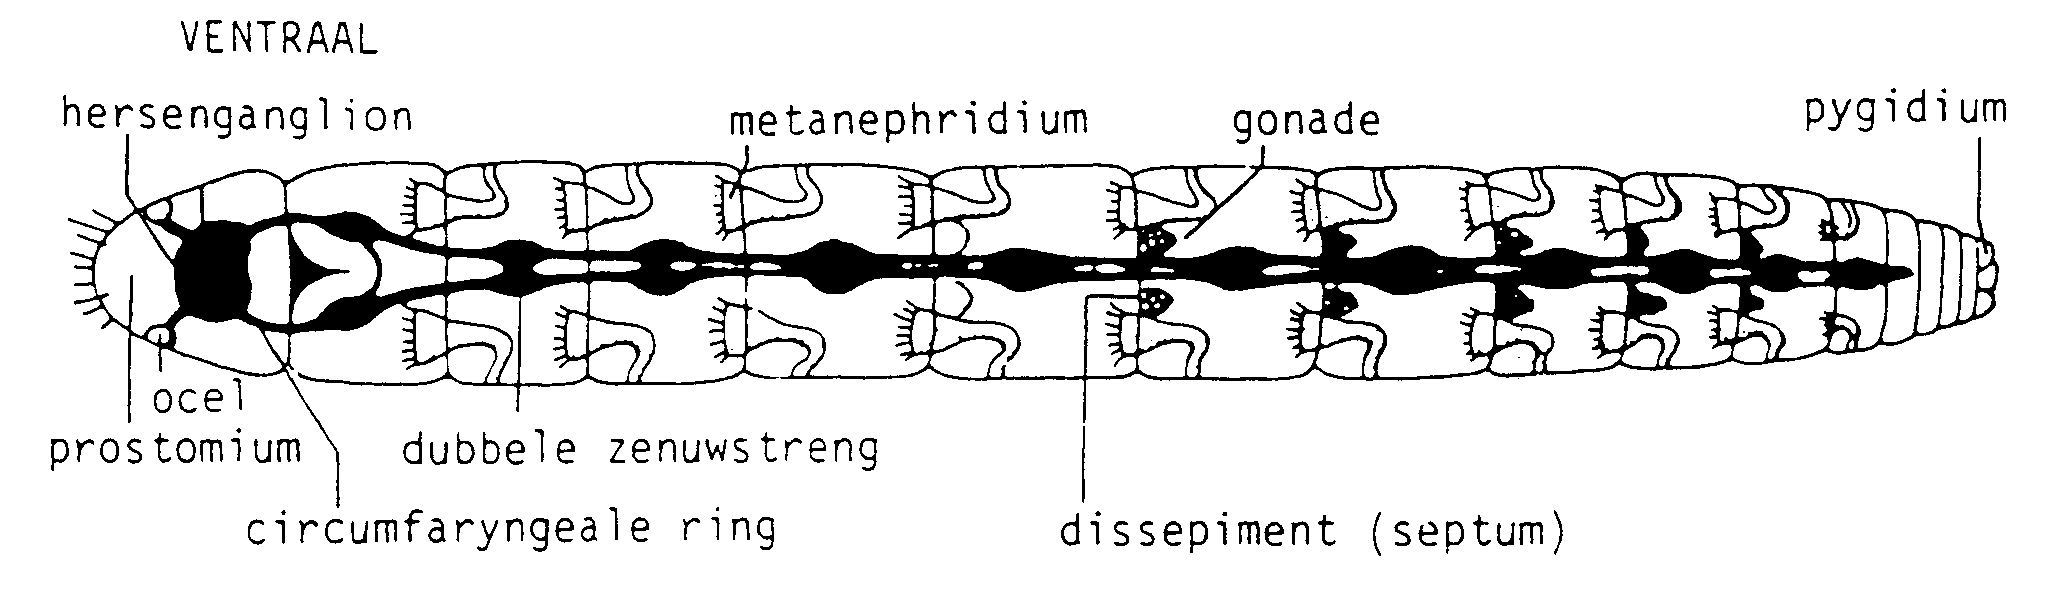 VENTRAAL
hersenganglion
metanephridium
gonade
pygidium
ocel
prostomium
dubbele zenuwstreng
circumfaryngeale ring
dissepiment (septum)